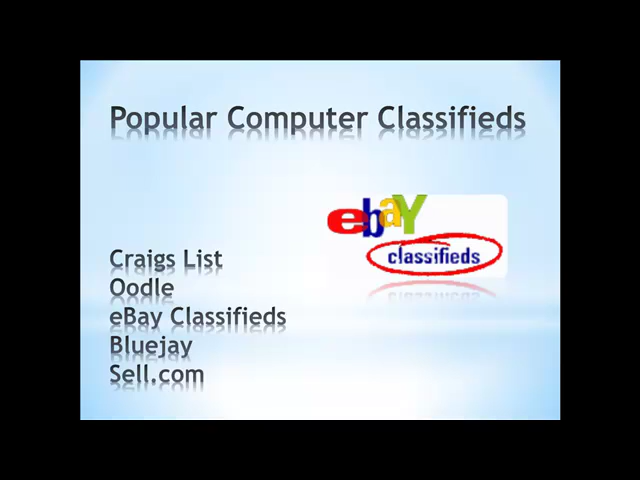 Popular Computer Classifieds
ebaY
classifieds
Craigs List
Oodle
eBay Classifieds
Bluejay
Sell.com